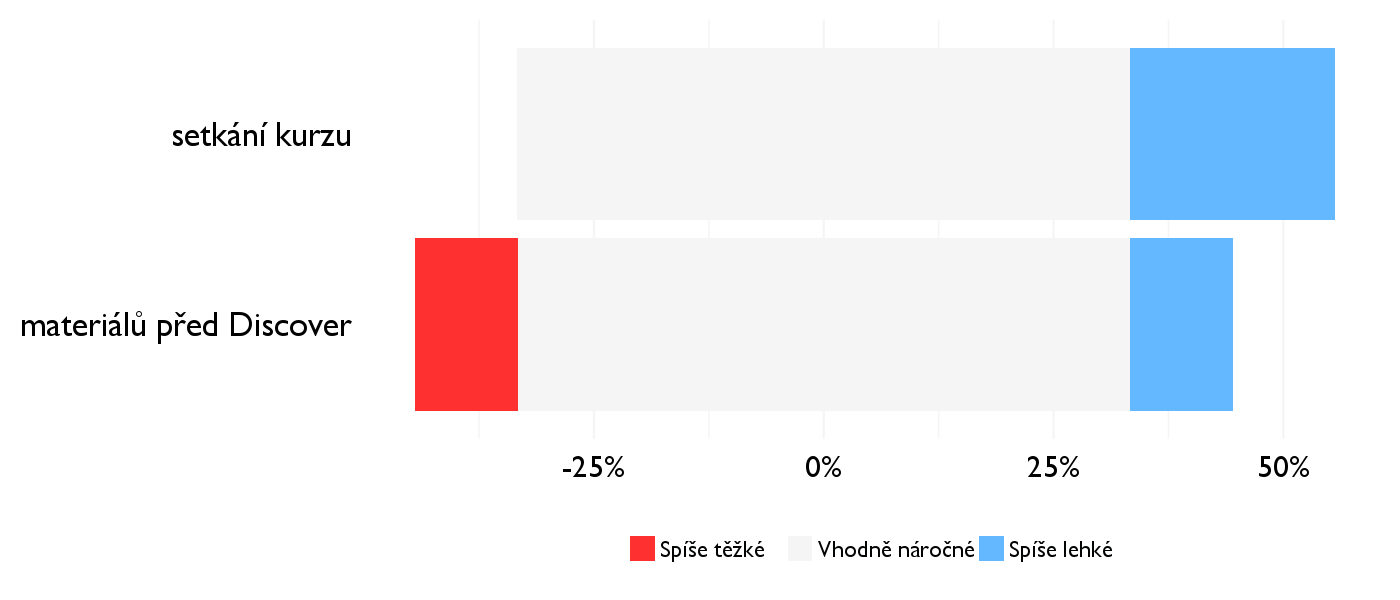 setkání kurzu
materiálů před Discover
-25% 0% 25% 50%
Spíše těžké Vhodně náročné Spíše lehké